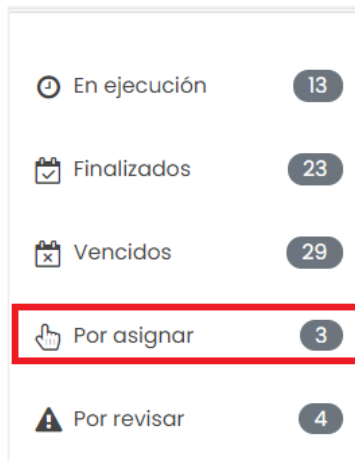 En ejecución 13
Finalizados 23
Vencidos 29
Por asignar 3
Por revisar 4